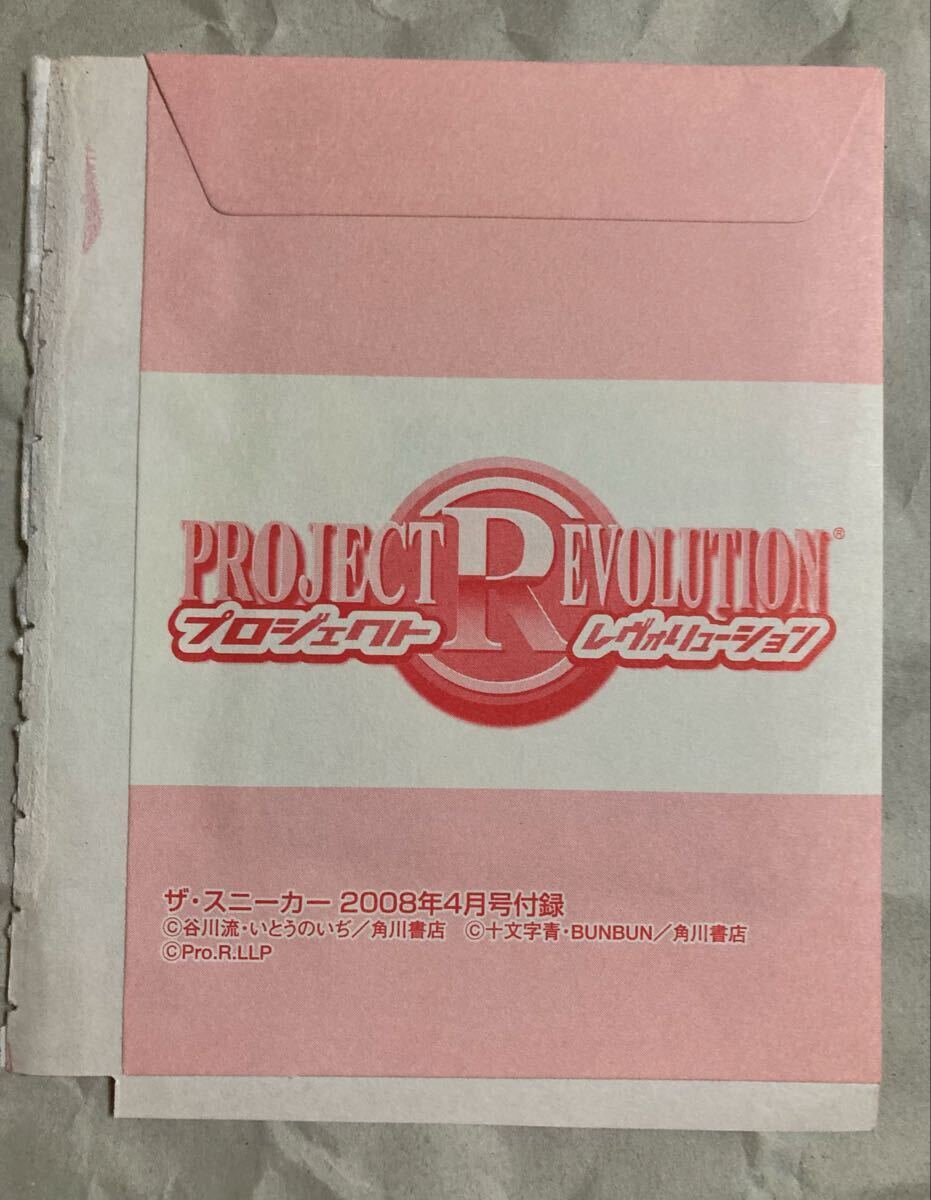 PROJECT REVOLUTION®
プロジェクト レヴォリューション
ザ・スニーカー 2008年4月号付録
©谷川流・いとうのいぢ／角川書店 ©十文字青・BUNBUN／角川書店
©Pro.R.LLP